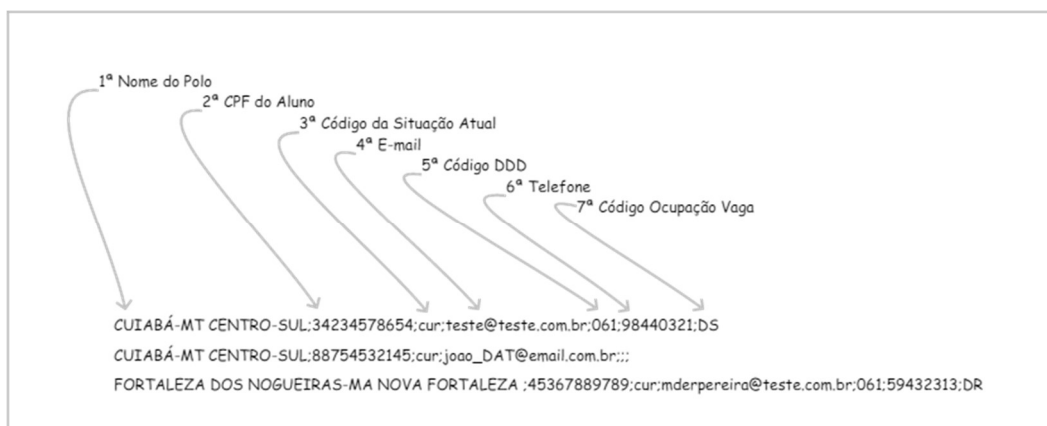 1ª Nome do Polo
2ª CPF do Aluno
3ª Código da Situação Atual
4ª E-mail
5ª Código DDD
6ª Telefone
7ª Código Ocupação Vaga
CUIABÁ-MT CENTRO-SUL;34234578654;cur;teste@teste.com.br;061;98440321;DS
CUIABÁ-MT CENTRO-SUL;88754532145;cur;joao_DAT@email.com.br;;;
FORTALEZA DOS NOGUEIRAS-MA NOVA FORTALEZA ;45367889789;cur;mderpereira@teste.com.br;061;59432313;DR